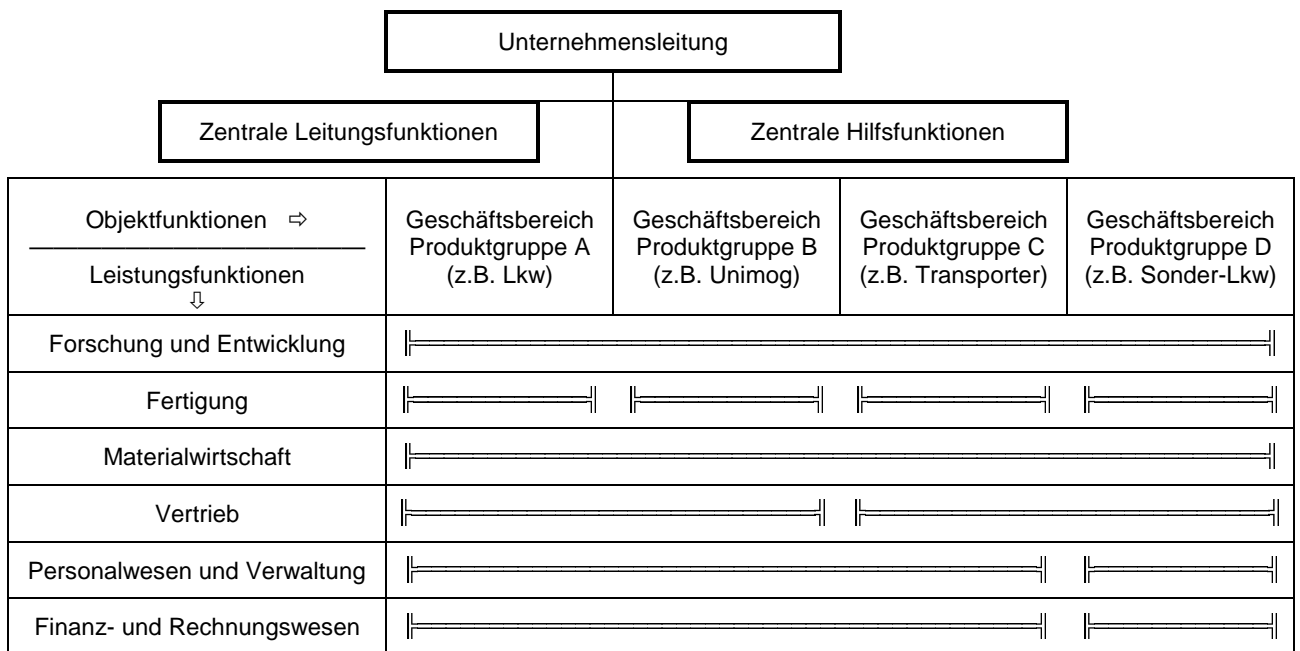 Unternehmensleitung
Zentrale Leitungsfunktionen
Zentrale Hilfsfunktionen
Objektfunktionen ⇨
Leistungsfunktionen
⇩
Geschäftsbereich
Produktgruppe A
(z.B. Lkw)
Geschäftsbereich
Produktgruppe B
(z.B. Unimog)
Geschäftsbereich
Produktgruppe C
(z.B. Transporter)
Geschäftsbereich
Produktgruppe D
(z.B. Sonder-Lkw)
Forschung und Entwicklung
Fertigung
Materialwirtschaft
Vertrieb
Personalwesen und Verwaltung
Finanz- und Rechnungswesen